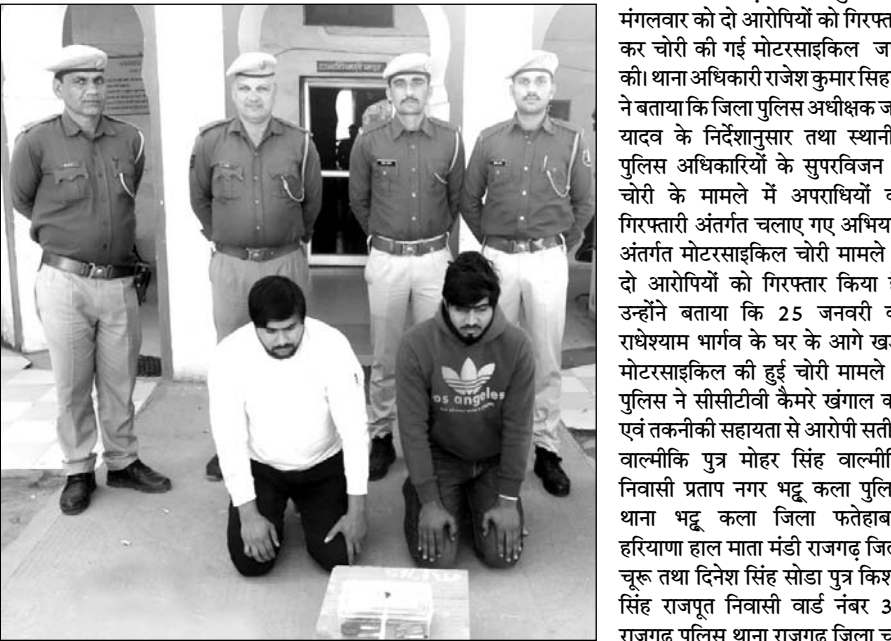 os angeles
मंगलवार को दो आरोपियों को गिरफ्ता
कर चोरी की गई मोटरसाइकिल ज
की। थाना अधिकारी राजेश कुमार सिह
ने बताया कि जिला पुलिस अधीक्षक ज
यादव के निर्देशानुसार तथा स्थानी
पुलिस अधिकारियों के सुपरविजन
चोरी के मामले में अपराधियों व
गिरफ्तारी अंतर्गत चलाए गए अभिय
अंतर्गत मोटरसाइकिल चोरी मामले
दो आरोपियों को गिरफ्तार किया ह
उन्होंने बताया कि 25 जनवरी व
राधेश्याम भार्गव के घर के आगे खड
मोटरसाइकिल की हुई चोरी मामले
पुलिस ने सीसीटीवी कैमरे खंगाल क
एवं तकनीकी सहायता से आरोपी सती
वाल्मीकि पुत्र मोहर सिंह वाल्मीवि
निवासी प्रताप नगर भट्टू कला पुलि
थाना भट्टू कला जिला फतेहाब
हरियाणा हाल माता मंडी राजगढ़ जिल
चूरू तथा दिनेश सिंह सोडा पुत्र किश
सिंह राजपूत निवासी वार्ड नंबर 3
राजगढ़ पुलिस थाना राजगढ़ जिला च